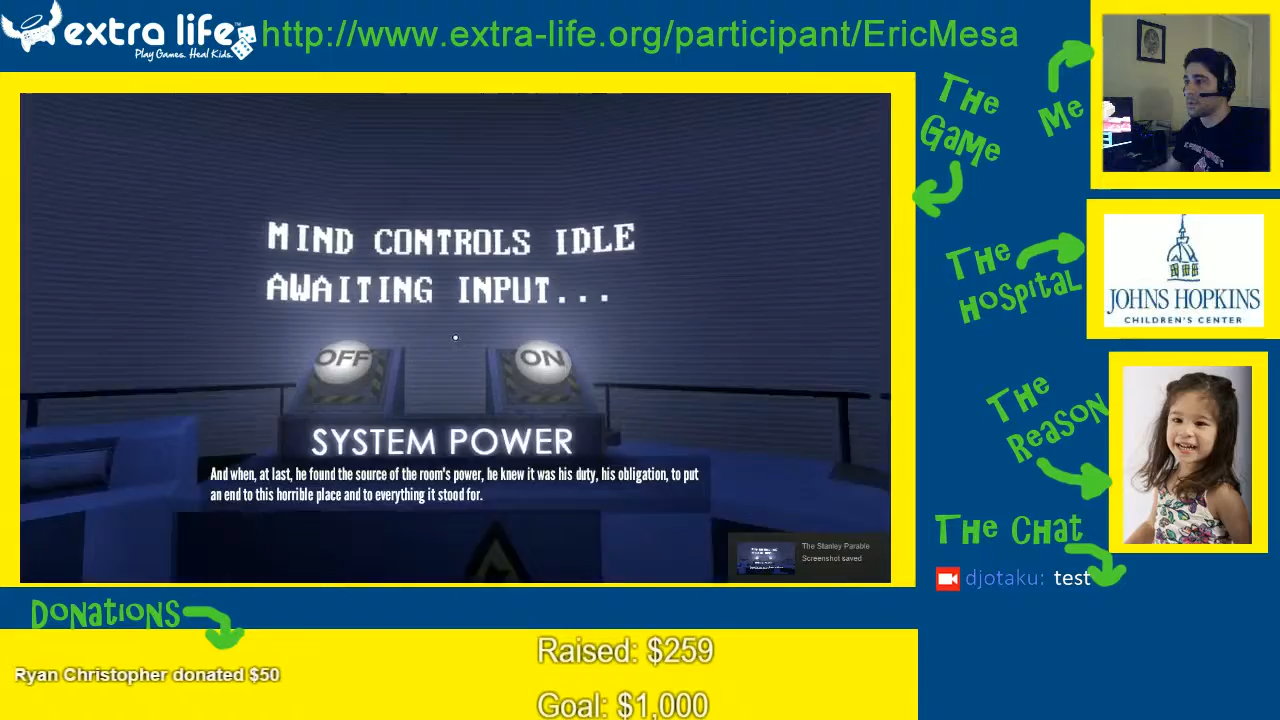 extra life
Play Games. Heal Kids.
http://www.extra-life.org/participant/EricMesa
THE GAME
ME
MIND CONTROLS IDLE
AWAITING INPUT...
OFF
ON
SYSTEM POWER
And when, at last, he found the source of the room's power, he knew it was his duty, his obligation, to put
an end to this horrible place and to everything it stood for.
The Stanley Parable
Screenshot saved
THE HOSPITAL
JOHNS HOPKINS
CHILDREN'S CENTER
THE REASON
THE CHAT
djotaku: test
DONATIONS
Ryan Christopher donated $50
Raised: $259
Goal: $1,000